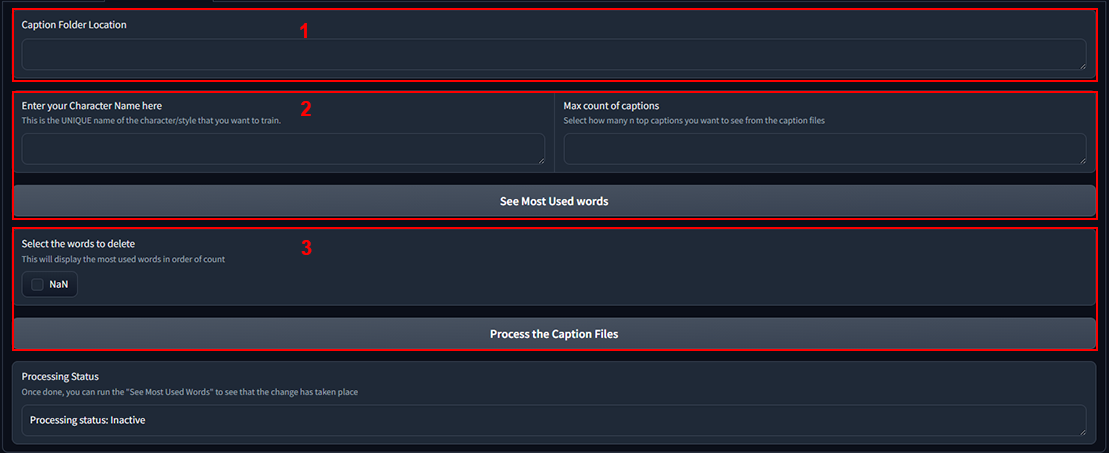 Caption Folder Location
1
Enter your Character Name here
2
Max count of captions
This is the UNIQUE name of the character/style that you want to train.
Select how many n top captions you want to see from the caption files
See Most Used words
Select the words to delete
3
This will display the most used words in order of count
NaN
Process the Caption Files
Processing Status
Once done, you can run the "See Most Used Words" to see that the change has taken place
Processing status: Inactive